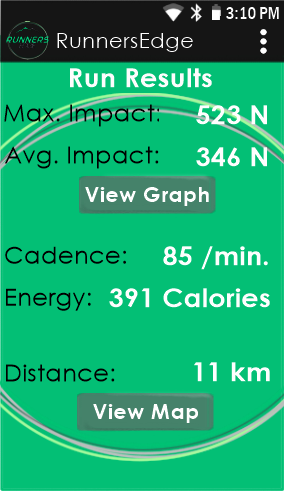 3:10 PM
RUNNERS
RunnersEdge
Run Results
Max. Impact: 523 N
Avg. Impact: 346 N
View Graph
Cadence: 85 /min.
Energy: 391 Calories
Distance: 11 km
View Map